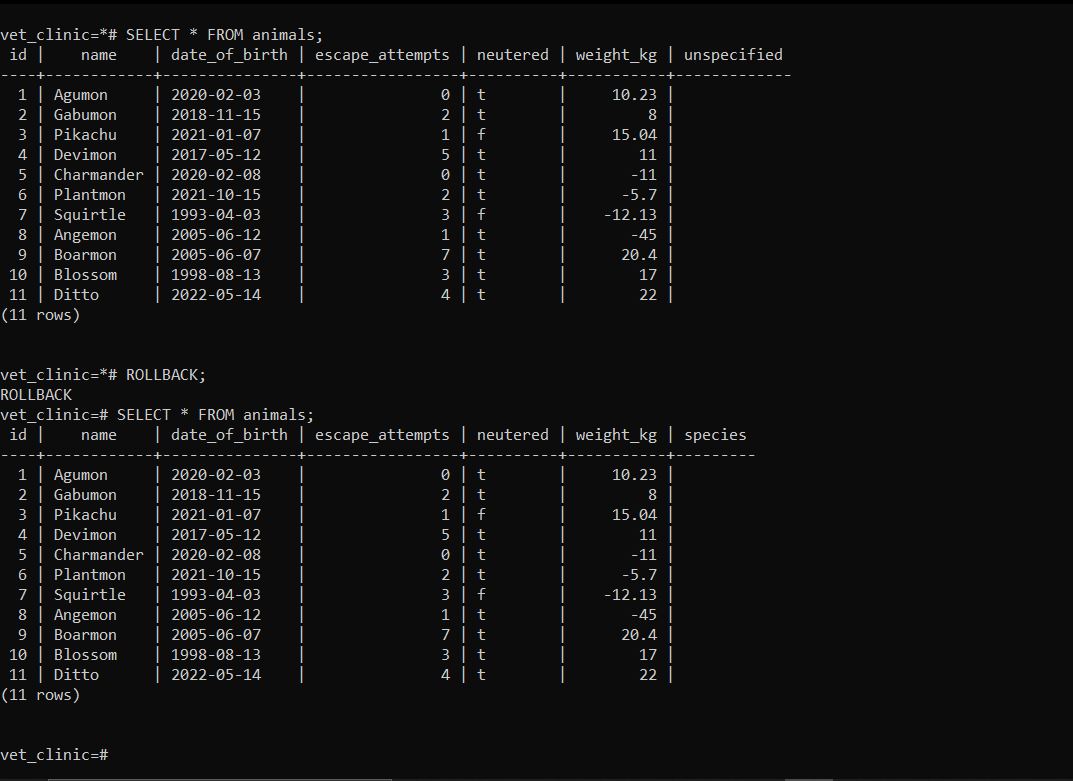 vet_clinic=*# SELECT * FROM animals;
 id |    name    | date_of_birth | escape_attempts | neutered | weight_kg | unspecified
----+------------+---------------+-----------------+----------+-----------+-------------
  1 | Agumon     | 2020-02-03    |               0 | t        |     10.23 |
  2 | Gabumon    | 2018-11-15    |               2 | t        |         8 |
  3 | Pikachu    | 2021-01-07    |               1 | f        |     15.04 |
  4 | Devimon    | 2017-05-12    |               5 | t        |        11 |
  5 | Charmander | 2020-02-08    |               0 | t        |       -11 |
  6 | Plantmon   | 2021-10-15    |               2 | t        |      -5.7 |
  7 | Squirtle   | 1993-04-03    |               3 | f        |    -12.13 |
  8 | Angemon    | 2005-06-12    |               1 | t        |       -45 |
  9 | Boarmon    | 2005-06-07    |               7 | t        |      20.4 |
 10 | Blossom    | 1998-08-13    |               3 | t        |        17 |
 11 | Ditto      | 2022-05-14    |               4 | t        |        22 |
(11 rows)
vet_clinic=*# ROLLBACK;
ROLLBACK
vet_clinic=# SELECT * FROM animals;
 id |    name    | date_of_birth | escape_attempts | neutered | weight_kg | species
----+------------+---------------+-----------------+----------+-----------+---------
  1 | Agumon     | 2020-02-03    |               0 | t        |     10.23 |
  2 | Gabumon    | 2018-11-15    |               2 | t        |         8 |
  3 | Pikachu    | 2021-01-07    |               1 | f        |     15.04 |
  4 | Devimon    | 2017-05-12    |               5 | t        |        11 |
  5 | Charmander | 2020-02-08    |               0 | t        |       -11 |
  6 | Plantmon   | 2021-10-15    |               2 | t        |      -5.7 |
  7 | Squirtle   | 1993-04-03    |               3 | f        |    -12.13 |
  8 | Angemon    | 2005-06-12    |               1 | t        |       -45 |
  9 | Boarmon    | 2005-06-07    |               7 | t        |      20.4 |
 10 | Blossom    | 1998-08-13    |               3 | t        |        17 |
 11 | Ditto      | 2022-05-14    |               4 | t        |        22 |
(11 rows)
vet_clinic=#